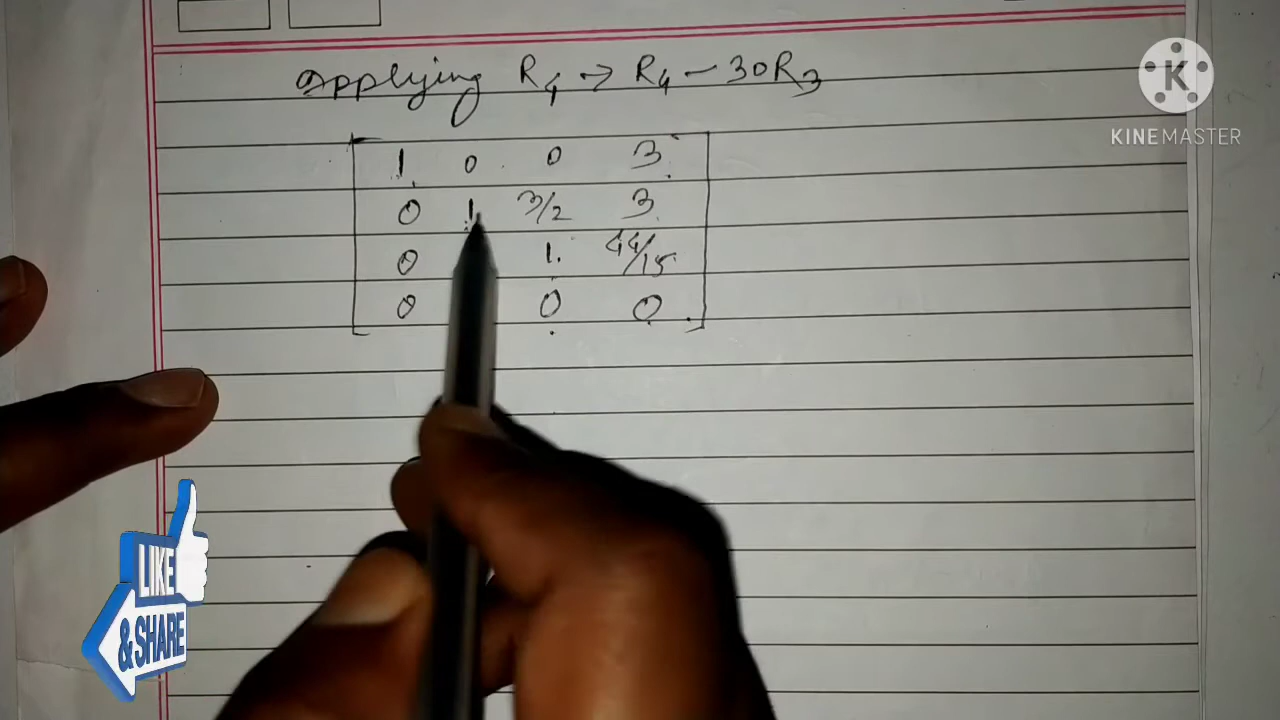 applying R4 → R4 - 30R3
1 0 0 3
0 1 3/2 3
0 1 44/15
0 0 0
KINEMASTER
K
LIKE
& SHARE